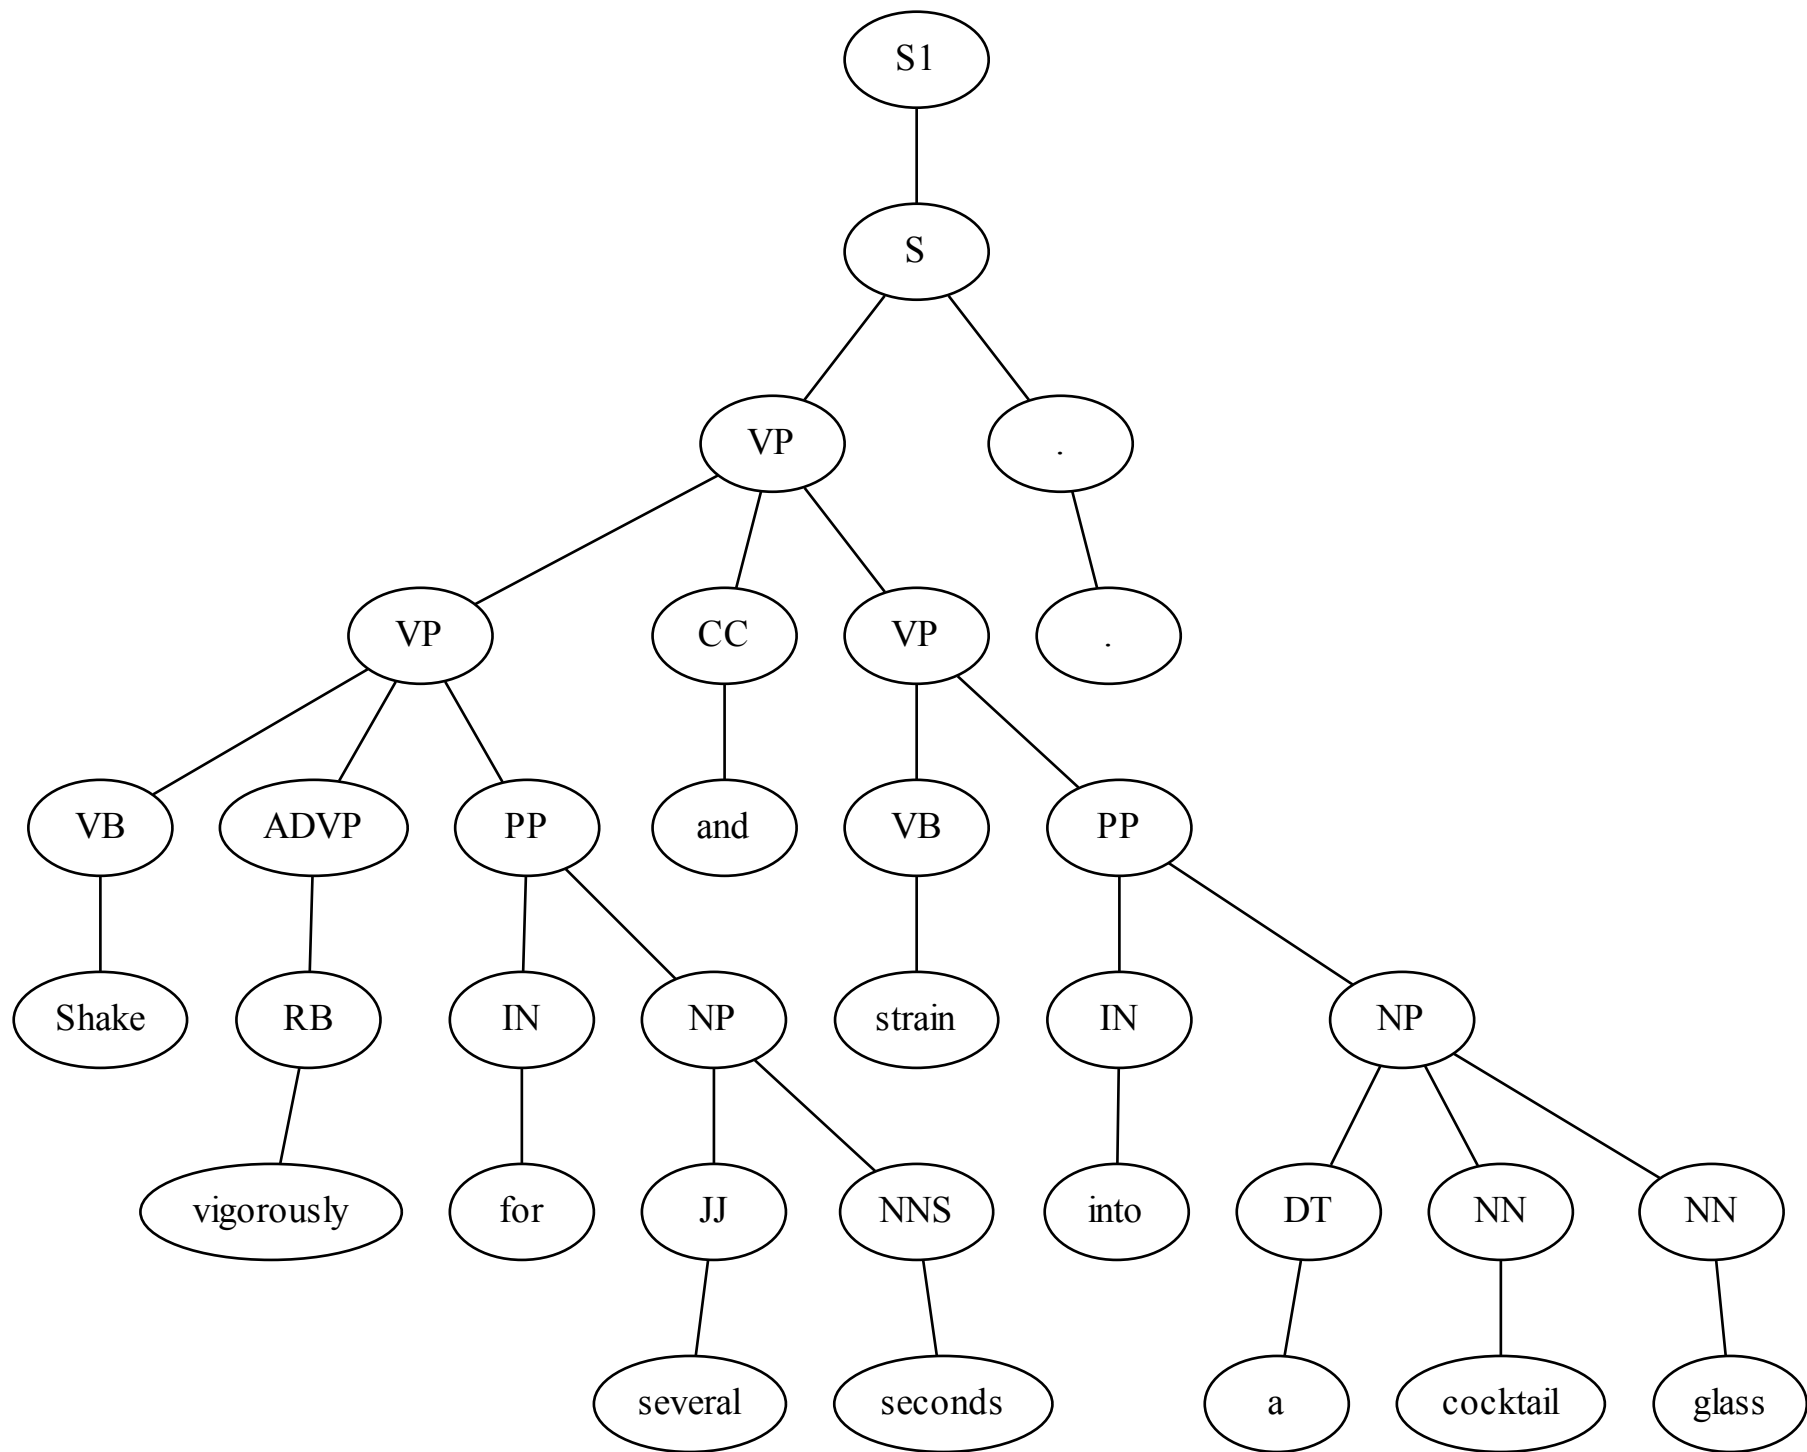 S1
S
VP .
VP CC VP .
VB ADVP PP and VB PP
Shake RB IN NP strain IN NP
vigorously for JJ NNS into DT NN NN
several seconds a cocktail glass